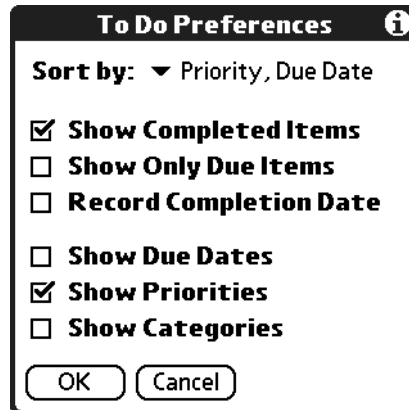 To Do Preferences
Sort by: Priority, Due Date
Show Completed Items
Show Only Due Items
Record Completion Date
Show Due Dates
Show Priorities
Show Categories
OK Cancel